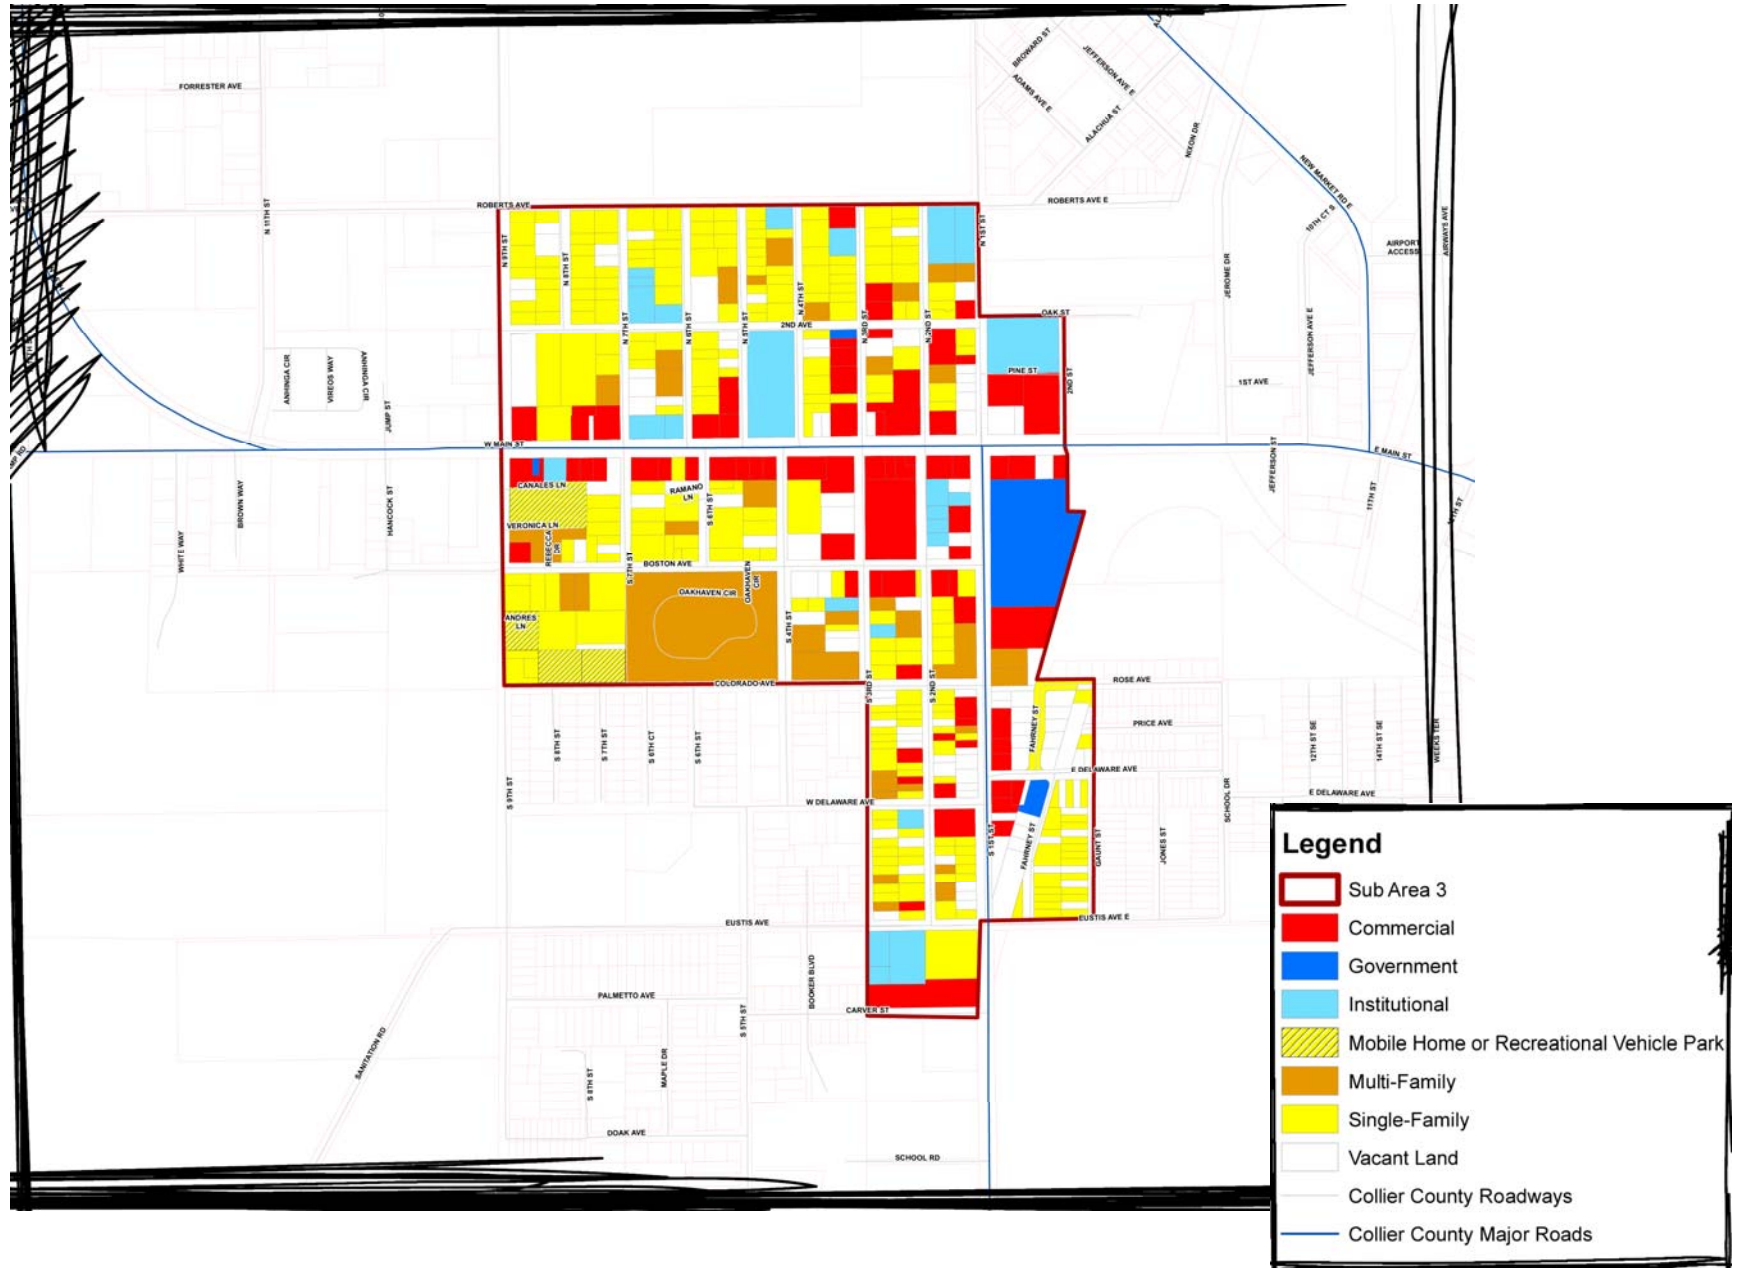 BROWARD ST
JEFFERSON AVE E
FORRESTER AVE
ADAMS AVE E
ALACHUA ST
NIXON DR
NEW MARKET RD E
ROBERTS AVE
ROBERTS AVE E
N 11TH ST
N 1ST ST
10TH CT S
AIRPORT
ACCESS
AIRWAYS AVE
N 9TH ST
N 8TH ST
JEROME DR
N 4TH ST
OAK ST
N 7TH ST
N 6TH ST
N 5TH ST
2ND AVE
N 3RD ST
N 2ND ST
JEFFERSON AVE E
ANHINGA CIR
VIREOS WAY
ANHINGA CIR
PINE ST
2ND ST
1ST AVE
JUMP ST
W MAIN ST
E MAIN ST
JEFFERSON ST
CANALES LN
RAMANO
LN
BROWN WAY
HANCOCK ST
S 6TH ST
11TH ST
VERONICA LN
REBECCA
DR
WHITE WAY
S 7TH ST
BOSTON AVE
OAKHAVEN CIR
OAKHAVEN
CIR
ANDRES
LN
S 4TH ST
COLORADO AVE
S 3RD ST
S 2ND ST
ROSE AVE
FAHRNEY ST
PRICE AVE
S 8TH ST
S 7TH ST
S 6TH CT
S 6TH ST
12TH ST SE
14TH ST SE
WEEKS TER
E DELAWARE AVE
S 9TH ST
W DELAWARE AVE
SCHOOL DR
E DELAWARE AVE
S 1ST ST
FAHRNEY ST
GAUNT ST
JONES ST
EUSTIS AVE
EUSTIS AVE E
BOOKER BLVD
PALMETTO AVE
S 5TH ST
CARVER ST
SANITATION RD
S 8TH ST
MAPLE DR
DOAK AVE
SCHOOL RD
Legend
Sub Area 3
Commercial
Government
Institutional
Mobile Home or Recreational Vehicle Park
Multi-Family
Single-Family
Vacant Land
Collier County Roadways
Collier County Major Roads